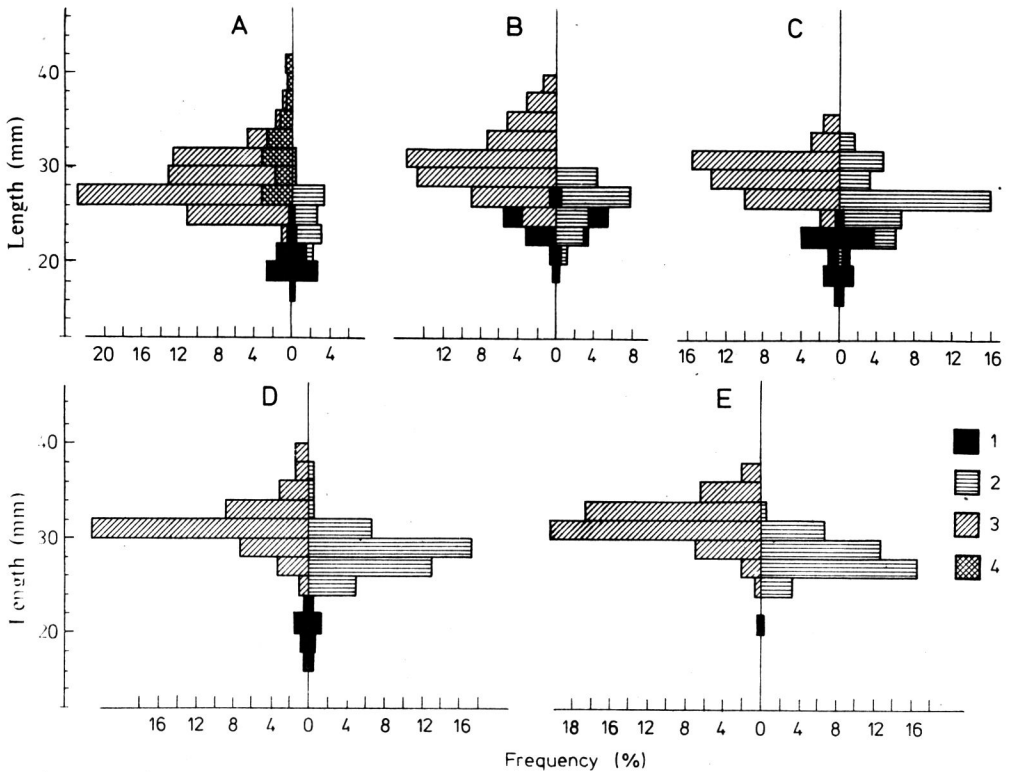 A B C
Length (mm)
40
30
20
20 16 12 8 4 0 4
12 8 4 0 4 8
16 12 8 4 0 4 8 12 16
D E
Length (mm)
40
30
20
1
2
3
4
16 12 8 4 0 4 8 12 16
18 12 8 4 0 4 8 12 16
Frequency (%)